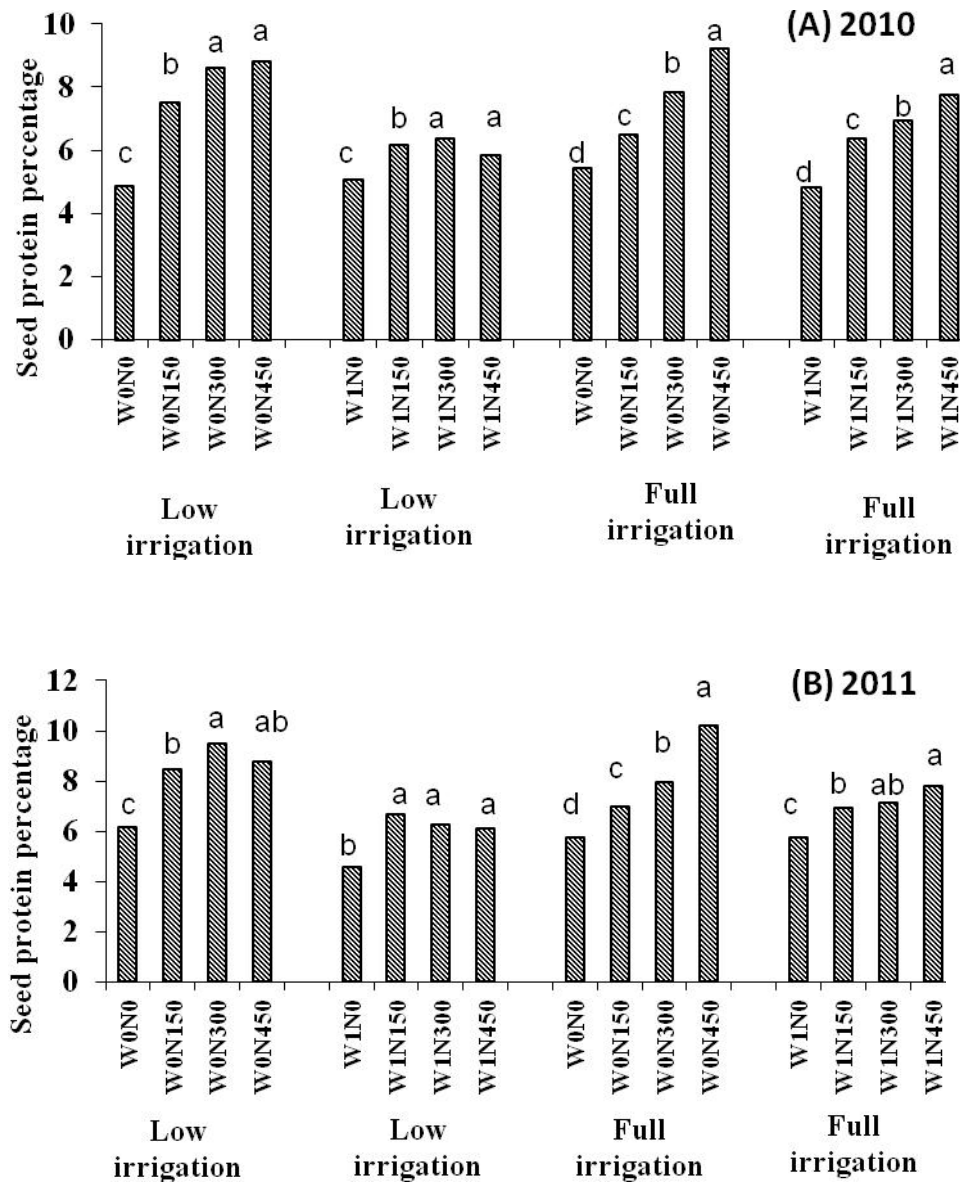 (A) 2010
Seed protein percentage
10
8
6
4
2
0
c b a a
c b a a
d c b a
d c b a
W0N0 W0N150 W0N300 W0N450
W1N0 W1N150 W1N300 W1N450
W0N0 W0N150 W0N300 W0N450
W1N0 W1N150 W1N300 W1N450
Low
irrigation
Low
irrigation
Full
irrigation
Full
irrigation
(B) 2011
Seed protein percentage
12
10
8
6
4
2
0
c b a ab
b a a a
d c b a
c b ab a
W0N0 W0N150 W0N300 W0N450
W1N0 W1N150 W1N300 W1N450
W0N0 W0N150 W0N300 W0N450
W1N0 W1N150 W1N300 W1N450
Low
irrigation
Low
irrigation
Full
irrigation
Full
irrigation